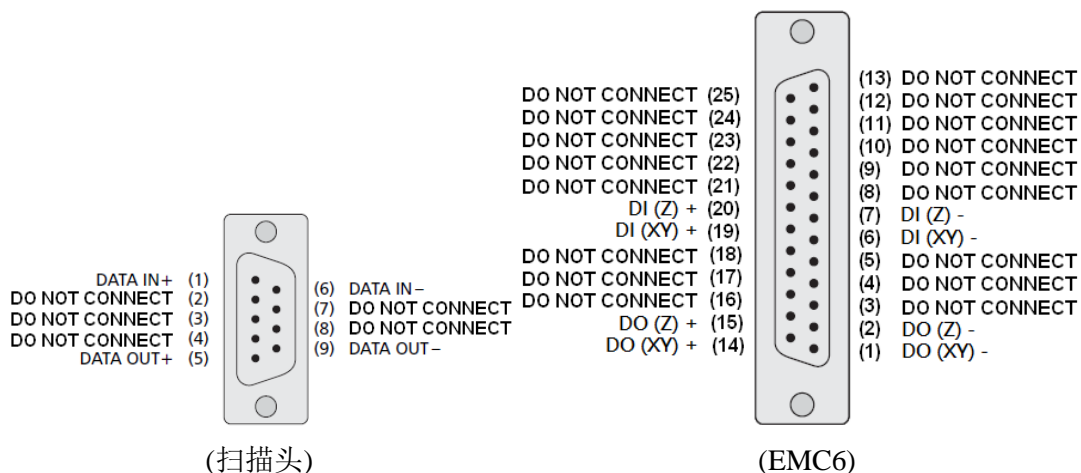 DATA IN+ (1)
DO NOT CONNECT (2)
DO NOT CONNECT (3)
DO NOT CONNECT (4)
DATA OUT+ (5)
(6) DATA IN−
(7) DO NOT CONNECT
(8) DO NOT CONNECT
(9) DATA OUT−
(扫描头)
DO NOT CONNECT (25)
DO NOT CONNECT (24)
DO NOT CONNECT (23)
DO NOT CONNECT (22)
DO NOT CONNECT (21)
DI (Z) + (20)
DI (XY) + (19)
DO NOT CONNECT (18)
DO NOT CONNECT (17)
DO NOT CONNECT (16)
DO (Z) + (15)
DO (XY) + (14)
(13) DO NOT CONNECT
(12) DO NOT CONNECT
(11) DO NOT CONNECT
(10) DO NOT CONNECT
(9) DO NOT CONNECT
(8) DO NOT CONNECT
(7) DI (Z) -
(6) DI (XY) -
(5) DO NOT CONNECT
(4) DO NOT CONNECT
(3) DO NOT CONNECT
(2) DO (Z) -
(1) DO (XY) -
(EMC6)